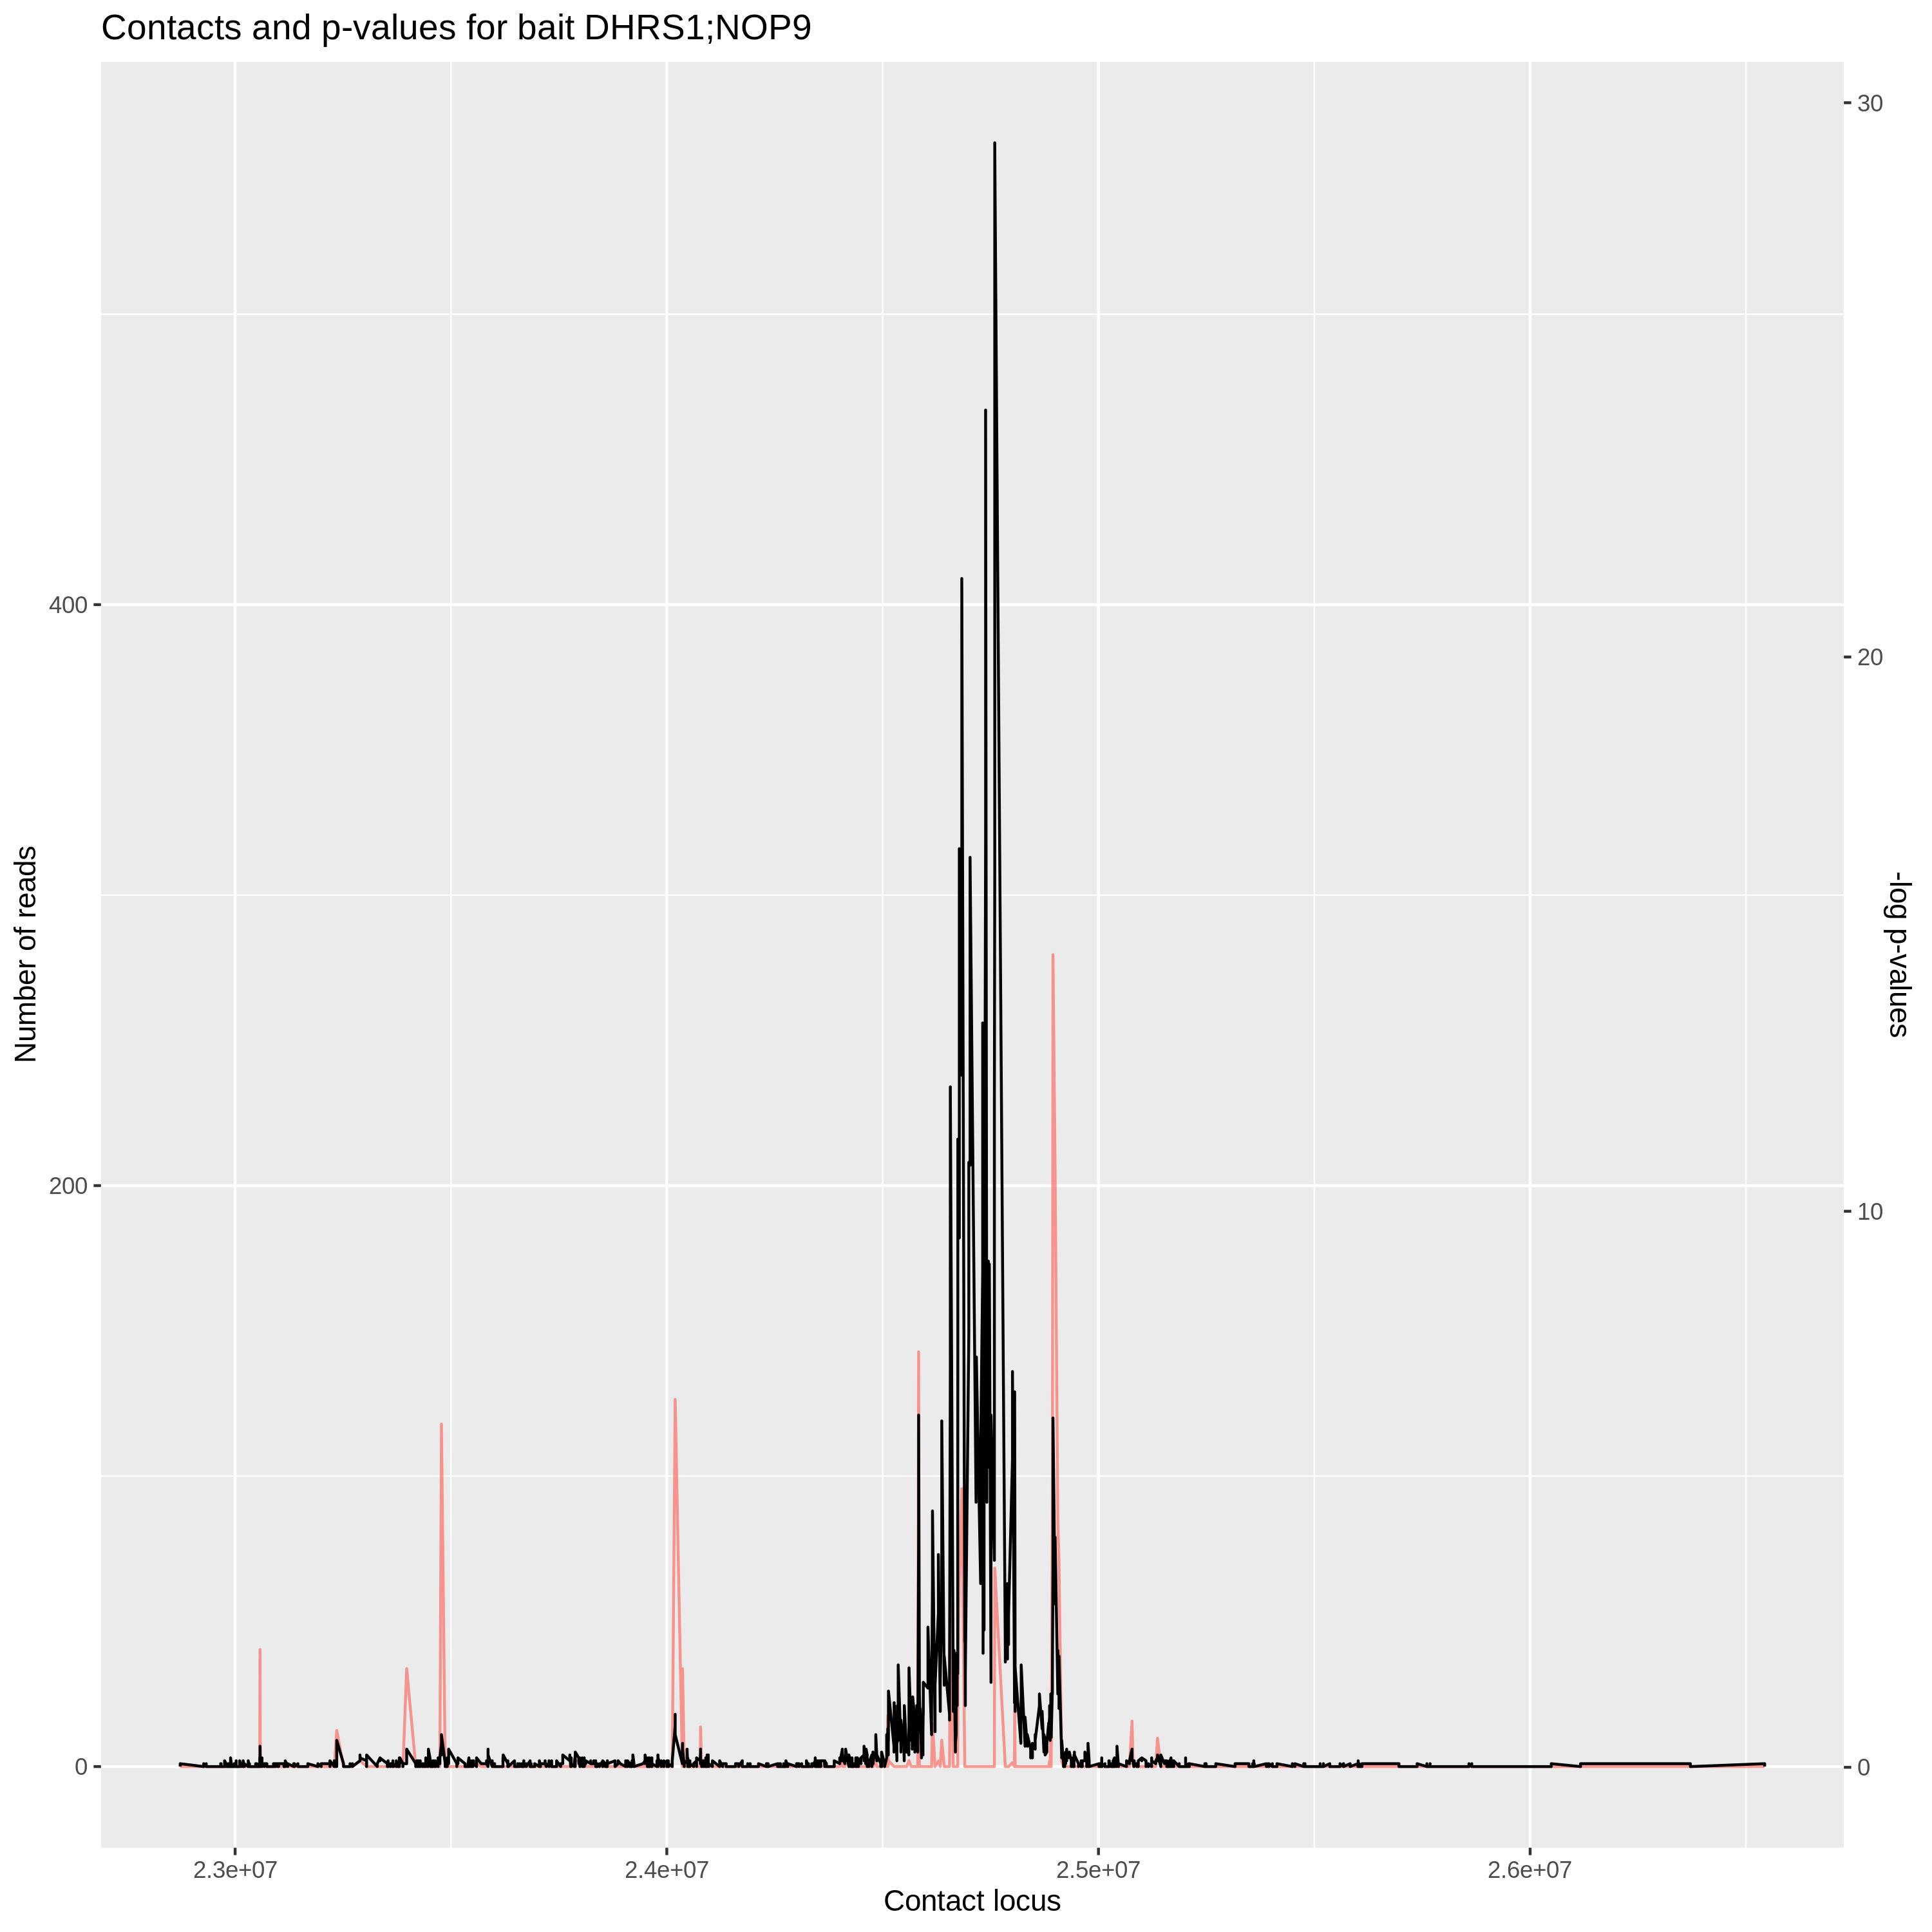 Contacts and p-values for bait DHRS1;NOP9
30
400
20
Number of reads
-log p-values
200
10
0
0
2.3e+07
2.4e+07
2.5e+07
2.6e+07
Contact locus